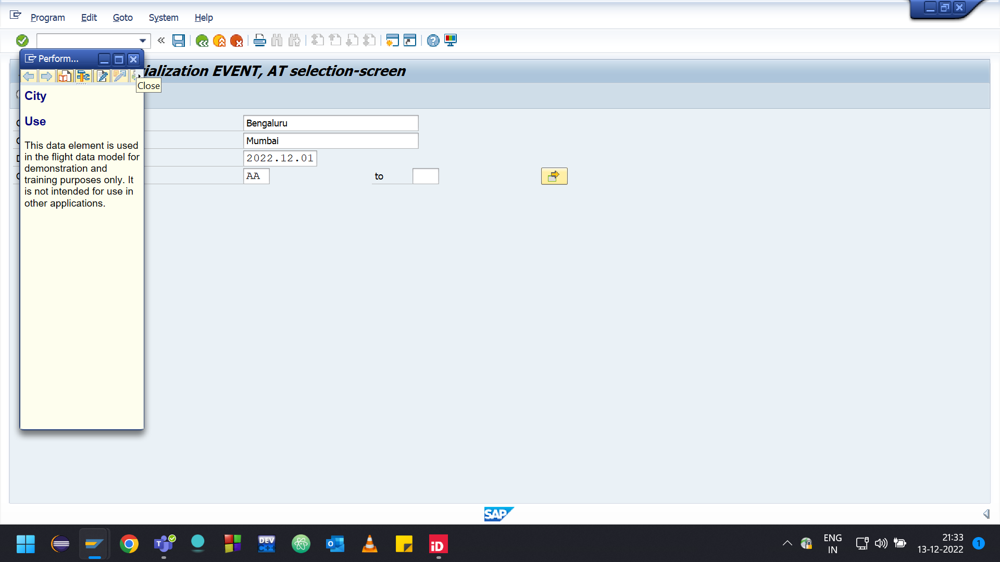 Program Edit Goto System Help
Perform...
ialization EVENT, AT selection-screen
Close
City
Use
This data element is used
in the flight data model for
demonstration and
training purposes only. It
is not intended for use in
other applications.
Bengaluru
Mumbai
2022.12.01
AA to
SAP
DEV
C++
T
O
iD
ENG
IN
21:33
13-12-2022
1